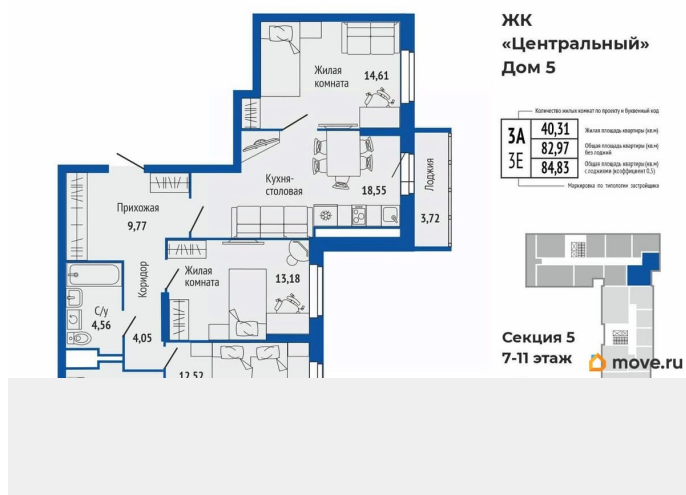 ЖК
«Центральный»
Дом 5
Количество жилых комнат по проекту и буквенный код
3А
3Е
40,31 Жилая площадь квартиры (кв.м)
82,97 Общая площадь квартиры (кв.м) без лоджий
84,83 Общая площадь квартиры (кв.м) с лоджиями (коэффициент 0,5)
Маркировка по типологии застройщика
Жилая
комната
14,61
Кухня-
столовая
18,55
Лоджия
3,72
Прихожая
9,77
Жилая
комната
13,18
Коридор
4,05
С/у
4,56
12,52
Секция 5
7-11 этаж
move.ru